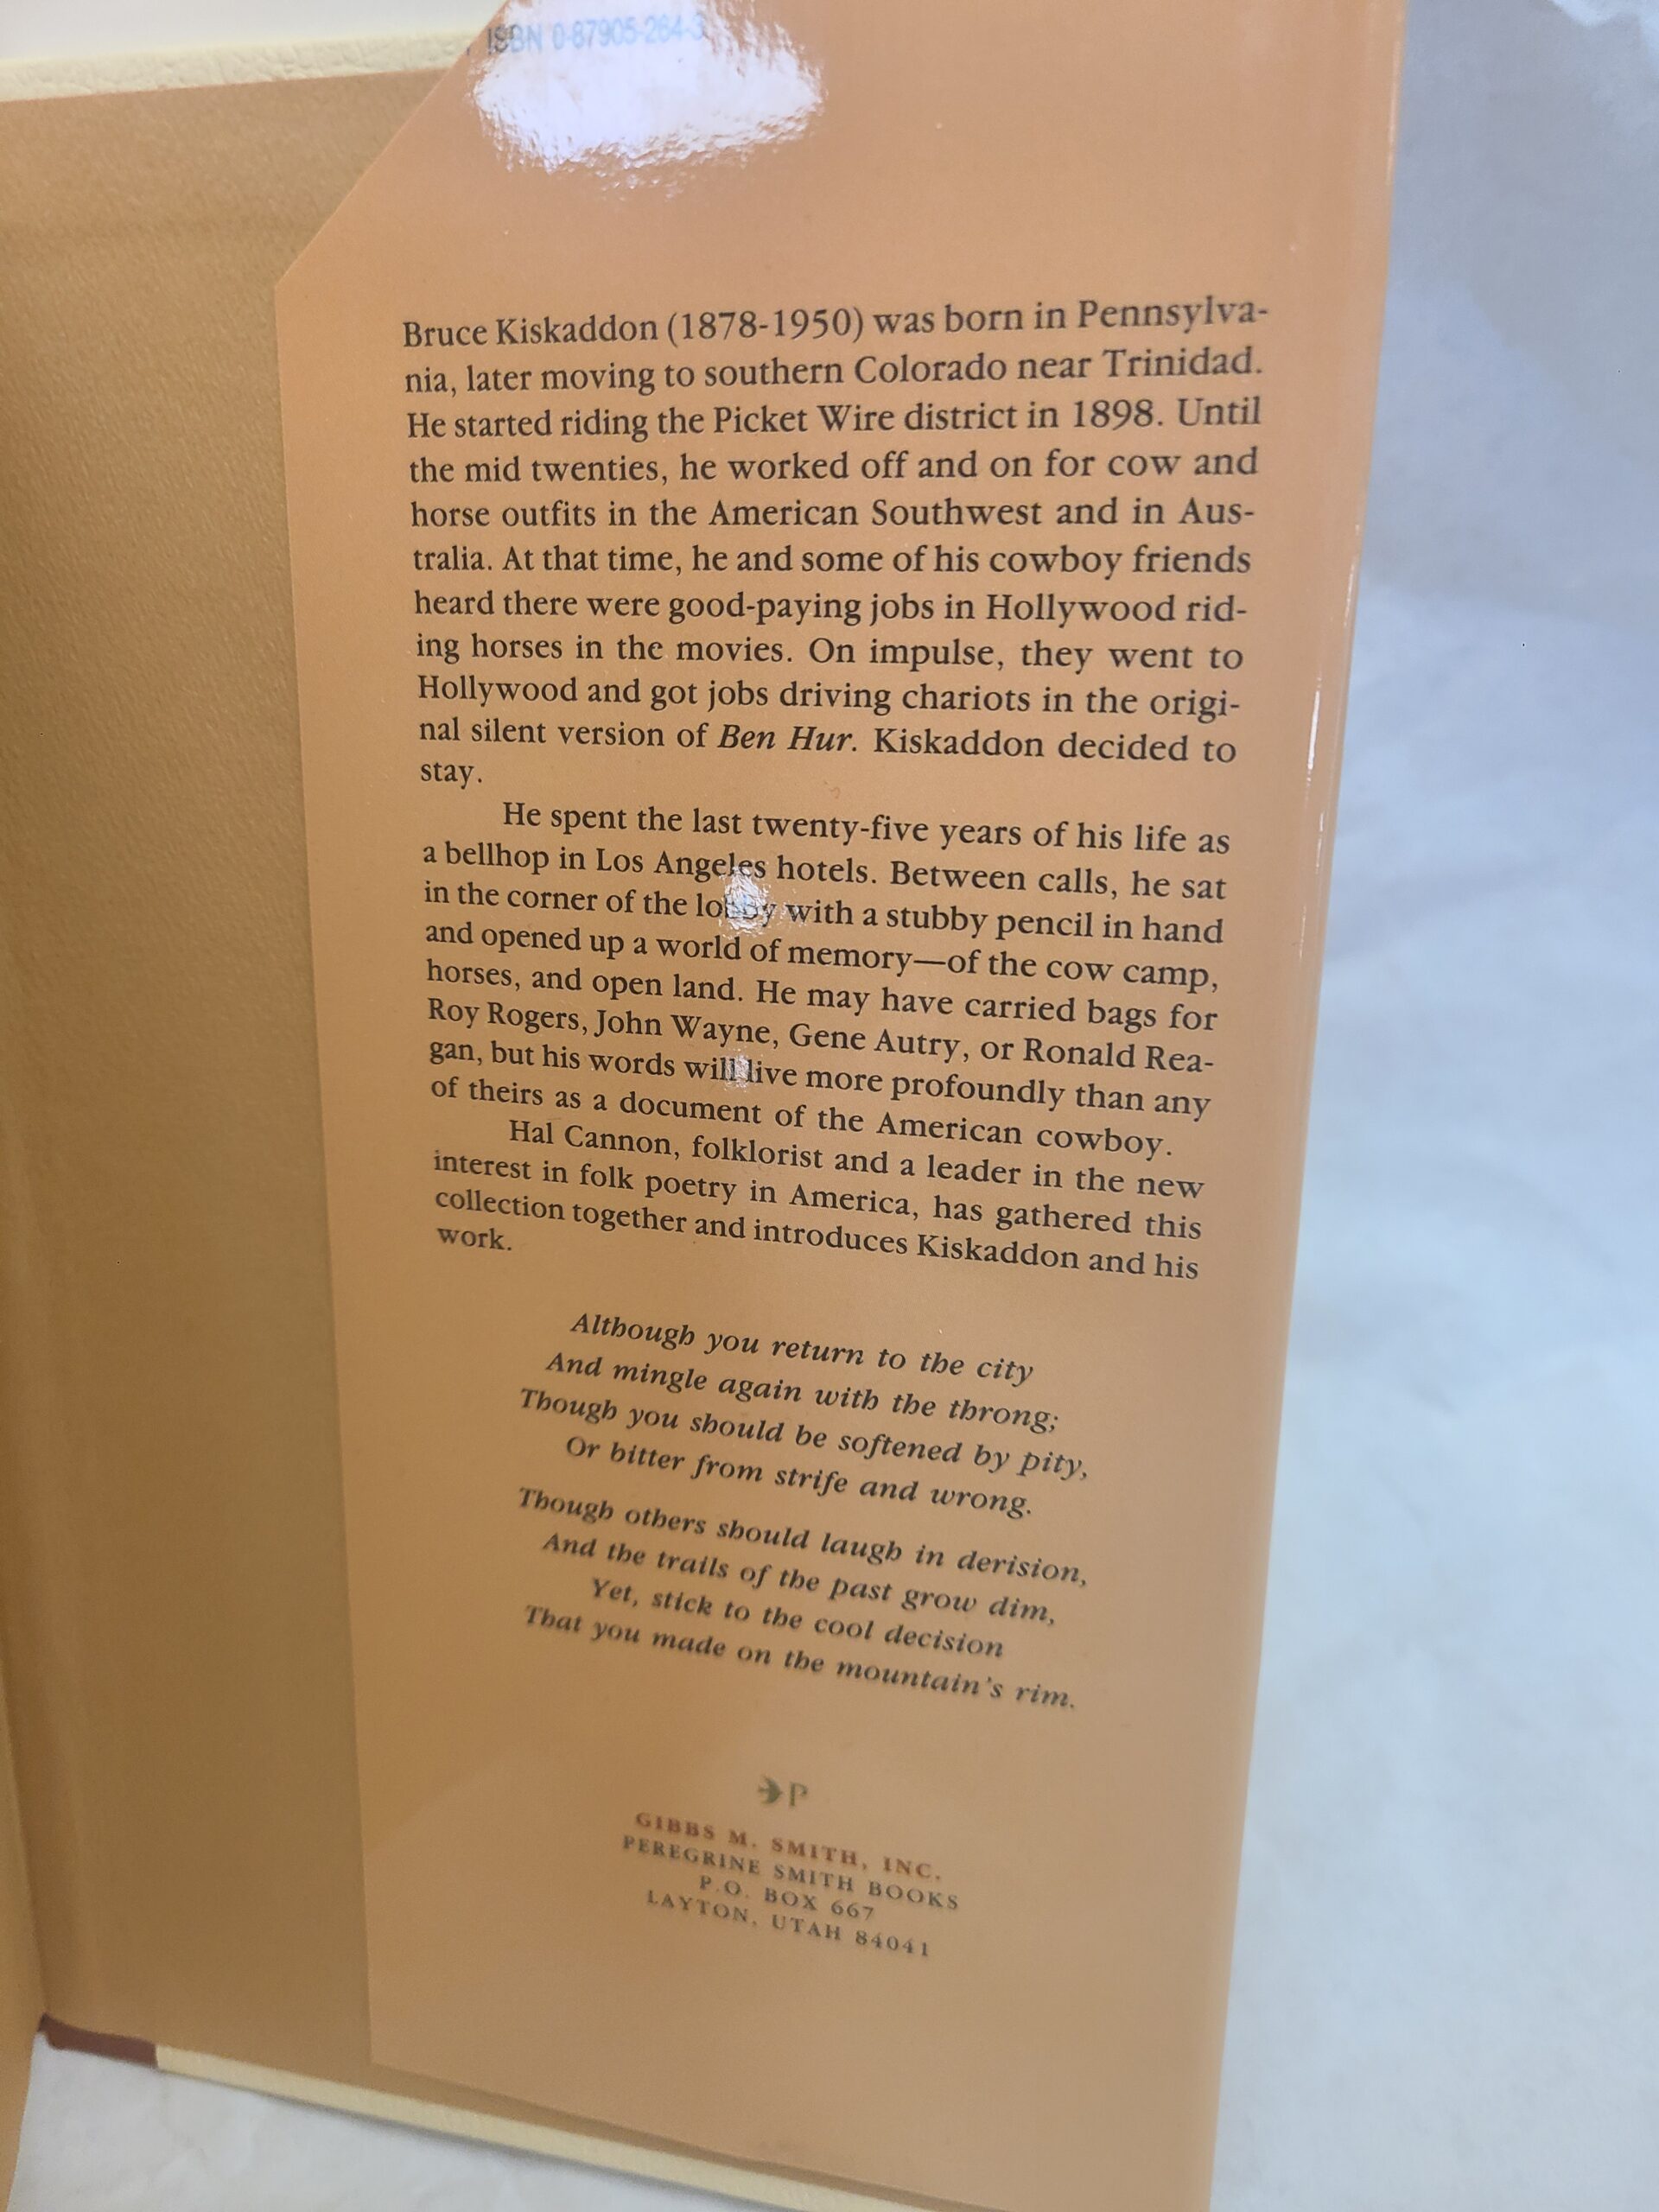 ISBN 0-87905-264-3
Bruce Kiskaddon (1878-1950) was born in Pennsylva-
nia, later moving to southern Colorado near Trinidad.
He started riding the Picket Wire district in 1898. Until
the mid twenties, he worked off and on for cow and
horse outfits in the American Southwest and in Aus-
tralia. At that time, he and some of his cowboy friends
heard there were good-paying jobs in Hollywood rid-
ing horses in the movies. On impulse, they went to
Hollywood and got jobs driving chariots in the origi-
nal silent version of Ben Hur. Kiskaddon decided to
stay.
He spent the last twenty-five years of his life as
a bellhop in Los Angeles hotels. Between calls, he sat
in the corner of the lobby with a stubby pencil in hand
and opened up a world of memory—of the cow camp,
horses, and open land. He may have carried bags for
Roy Rogers, John Wayne, Gene Autry, or Ronald Rea-
gan, but his words will live more profoundly than any
of theirs as a document of the American cowboy.
Hal Cannon, folklorist and a leader in the new
interest in folk poetry in America, has gathered this
collection together and introduces Kiskaddon and his
work.
Although you return to the city
And mingle again with the throng;
Though you should be softened by pity,
Or bitter from strife and wrong.
Though others should laugh in derision,
And the trails of the past grow dim,
Yet, stick to the cool decision
That you made on the mountain's rim.
P
GIBBS M. SMITH, INC.
PEREGRINE SMITH BOOKS
P.O. BOX 667
LAYTON, UTAH 84041